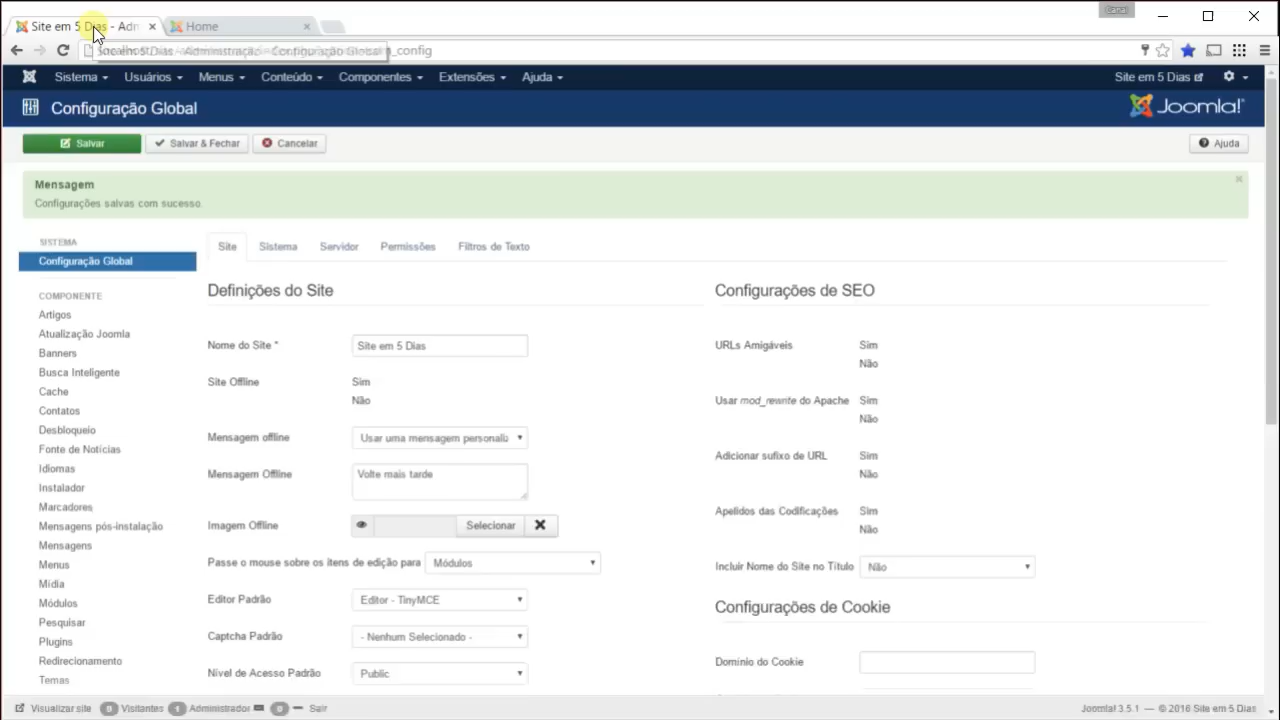 Site em 5 Dias - Adm
Home
Sistema Usuários Menus Conteúdo Componentes Extensões Ajuda Site em 5 Dias
Configuração Global
Joomla!
Salvar Salvar & Fechar Cancelar Ajuda
Mensagem
Configurações salvas com sucesso.
SISTEMA
Configuração Global
COMPONENTE
Artigos
Atualização Joomla
Banners
Busca Inteligente
Cache
Contatos
Desbloqueio
Fonte de Notícias
Idiomas
Instalador
Marcadores
Mensagens pós-instalação
Mensagens
Menus
Mídia
Módulos
Pesquisar
Plugins
Redirecionamento
Temas
Site Sistema Servidor Permissões Filtros de Texto
Definições do Site
Nome do Site * Site em 5 Dias
Site Offline Sim
Não
Mensagem offline Usar uma mensagem personali
Mensagem Offline Volte mais tarde
Imagem Offline Selecionar
Passe o mouse sobre os itens de edição para Módulos
Editor Padrão Editor - TinyMCE
Captcha Padrão - Nenhum Selecionado -
Nível de Acesso Padrão Public
Configurações de SEO
URLs Amigáveis Sim
Não
Usar mod_rewrite do Apache Sim
Não
Adicionar sufixo de URL Sim
Não
Apelidos das Codificações Sim
Não
Incluir Nome do Site no Título Não
Configurações de Cookie
Domínio do Cookie
Visualizar site 0 Visitantes 1 Administrador 0 Sair
Joomla! 3.5.1 — © 2016 Site em 5 Dias